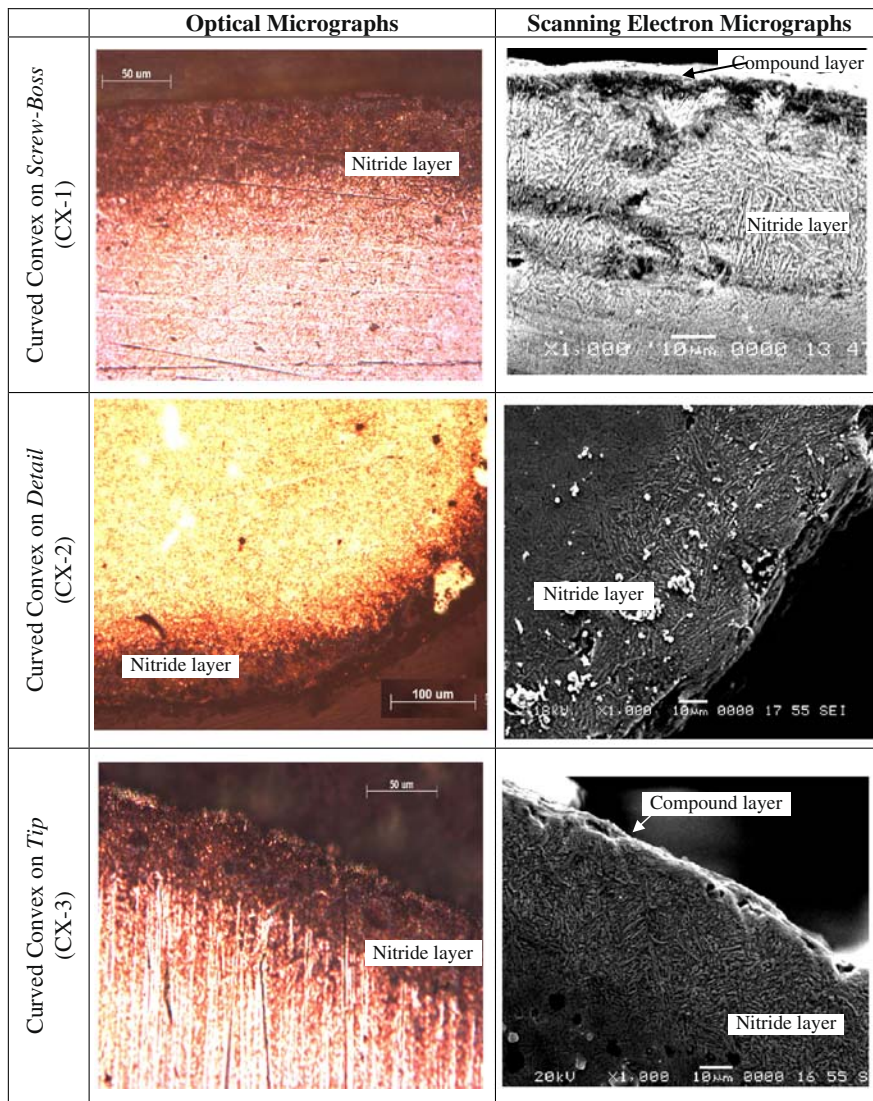 Optical Micrographs
Scanning Electron Micrographs
Curved Convex on Screw-Boss
(CX-1)
50 um
Nitride layer
Compound layer
Nitride layer
X1,000 10μm 0000 13 47
Curved Convex on Detail
(CX-2)
Nitride layer
100 um
Nitride layer
X1,000 10μm 0000 17 55 SEI
Curved Convex on Tip
(CX-3)
50 um
Nitride layer
Compound layer
Nitride layer
20kV X1,000 10μm 0000 16 55 S